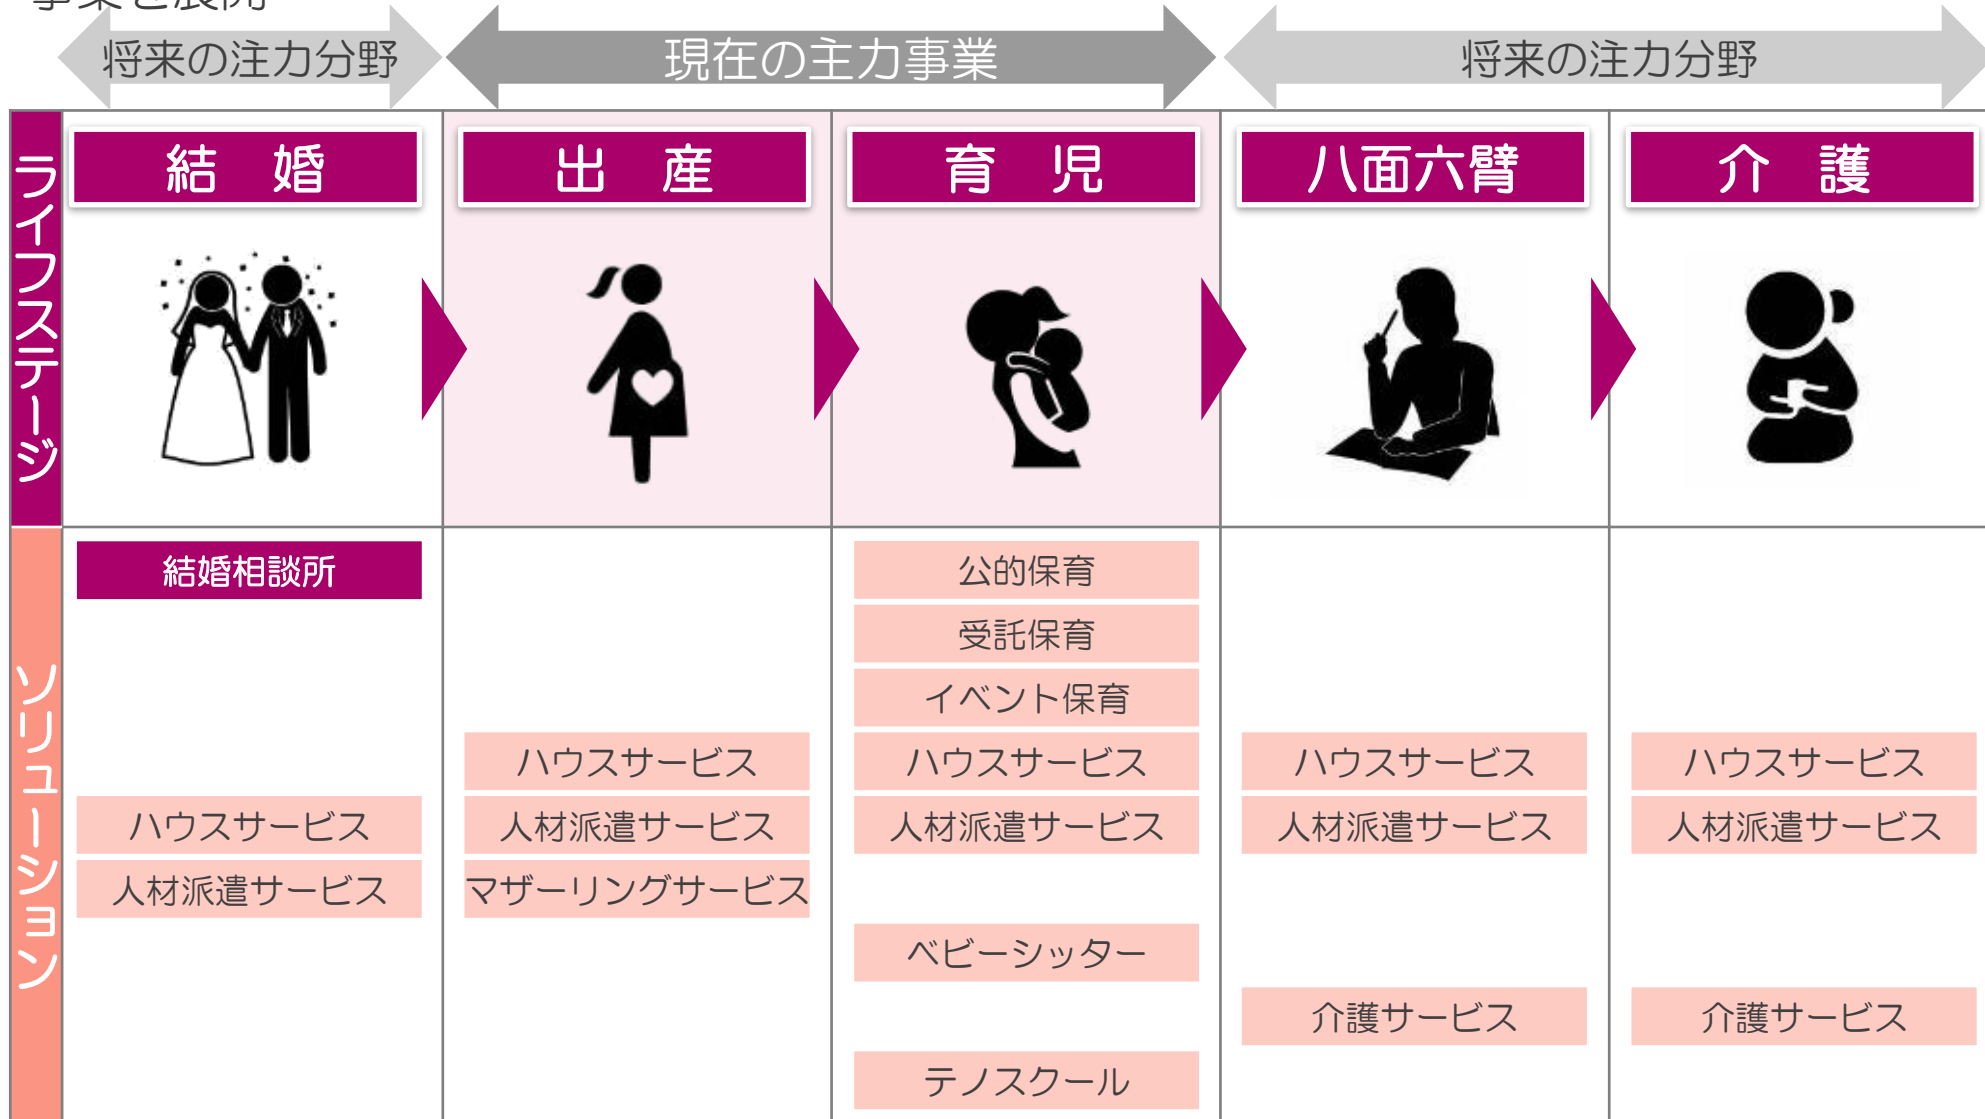 事業を展開
将来の注力分野
現在の主力事業
将来の注力分野
ライフステージ
結　婚
出　産
育　児
八面六臂
介　護
ソリューション
結婚相談所
ハウスサービス
人材派遣サービス
ハウスサービス
人材派遣サービス
マザーリングサービス
公的保育
受託保育
イベント保育
ハウスサービス
人材派遣サービス
ベビーシッター
テノスクール
ハウスサービス
人材派遣サービス
介護サービス
ハウスサービス
人材派遣サービス
介護サービス